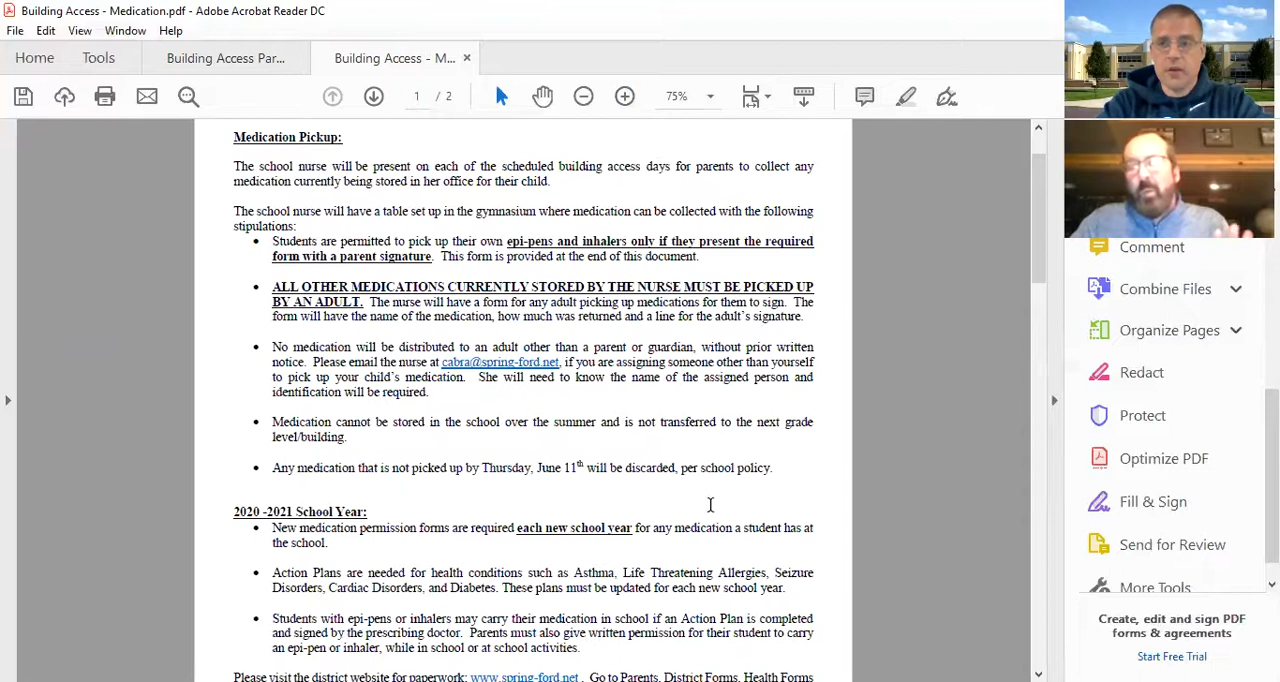 Building Access - Medication.pdf - Adobe Acrobat Reader DC
File Edit View Window Help
Home Tools Building Access Par... Building Access - M... ×
1 / 2 75%
Medication Pickup:
The school nurse will be present on each of the scheduled building access days for parents to collect any
medication currently being stored in her office for their child.
The school nurse will have a table set up in the gymnasium where medication can be collected with the following
stipulations:
• Students are permitted to pick up their own epi-pens and inhalers only if they present the required
form with a parent signature. This form is provided at the end of this document.
• ALL OTHER MEDICATIONS CURRENTLY STORED BY THE NURSE MUST BE PICKED UP
BY AN ADULT. The nurse will have a form for any adult picking up medications for them to sign. The
form will have the name of the medication, how much was returned and a line for the adult's signature.
• No medication will be distributed to an adult other than a parent or guardian, without prior written
notice. Please email the nurse at cabra@spring-ford.net, if you are assigning someone other than yourself
to pick up your child's medication. She will need to know the name of the assigned person and
identification will be required.
• Medication cannot be stored in the school over the summer and is not transferred to the next grade
level/building.
• Any medication that is not picked up by Thursday, June 11th will be discarded, per school policy.
2020 -2021 School Year:
• New medication permission forms are required each new school year for any medication a student has at
the school.
• Action Plans are needed for health conditions such as Asthma, Life Threatening Allergies, Seizure
Disorders, Cardiac Disorders, and Diabetes. These plans must be updated for each new school year.
• Students with epi-pens or inhalers may carry their medication in school if an Action Plan is completed
and signed by the prescribing doctor. Parents must also give written permission for their student to carry
an epi-pen or inhaler, while in school or at school activities.
Please visit the district website for paperwork: www.spring-ford.net . Go to Parents, District Forms, Health Forms
Comment
Combine Files
Organize Pages
Redact
Protect
Optimize PDF
Fill & Sign
Send for Review
More Tools
Create, edit and sign PDF
forms & agreements
Start Free Trial